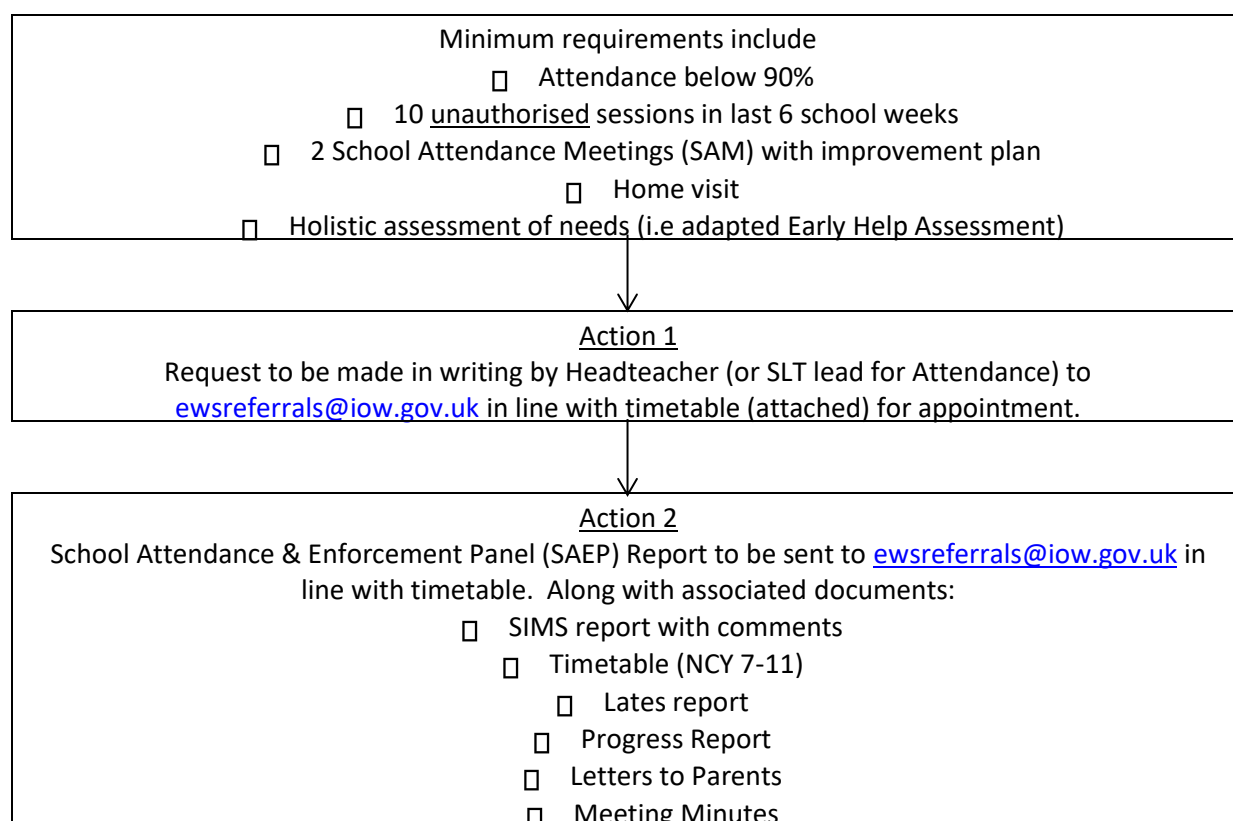 Minimum requirements include
▯ Attendance below 90%
▯ 10 unauthorised sessions in last 6 school weeks
▯ 2 School Attendance Meetings (SAM) with improvement plan
▯ Home visit
▯ Holistic assessment of needs (i.e adapted Early Help Assessment)
Action 1
Request to be made in writing by Headteacher (or SLT lead for Attendance) to
ewsreferrals@iow.gov.uk in line with timetable (attached) for appointment.
Action 2
School Attendance & Enforcement Panel (SAEP) Report to be sent to ewsreferrals@iow.gov.uk in
line with timetable. Along with associated documents:
▯ SIMS report with comments
▯ Timetable (NCY 7-11)
▯ Lates report
▯ Progress Report
▯ Letters to Parents
▯ Meeting Minutes